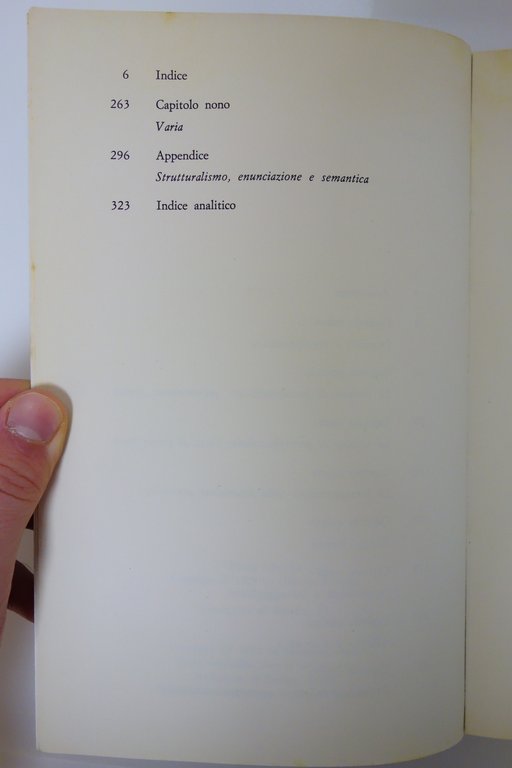 6 Indice
263 Capitolo nono
Varia
296 Appendice
Strutturalismo, enunciazione e semantica
323 Indice analitico